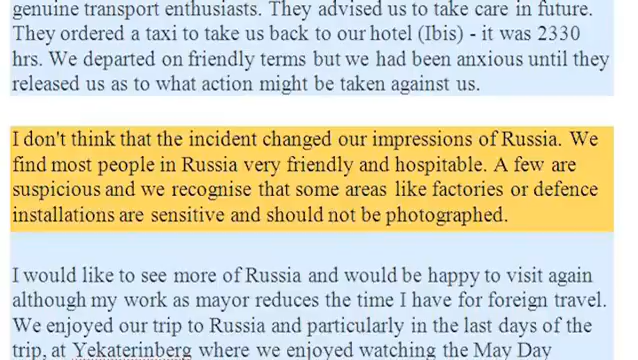 genuine transport enthusiasts. They advised us to take care in future.
They ordered a taxi to take us back to our hotel (Ibis) - it was 2330
hrs. We departed on friendly terms but we had been anxious until they
released us as to what action might be taken against us.
I don't think that the incident changed our impressions of Russia. We
find most people in Russia very friendly and hospitable. A few are
suspicious and we recognise that some areas like factories or defence
installations are sensitive and should not be photographed.
I would like to see more of Russia and would be happy to visit again
although my work as mayor reduces the time I have for foreign travel.
We enjoyed our trip to Russia and particularly in the last days of the
trip, at Yekaterinberg where we enjoyed watching the May Day